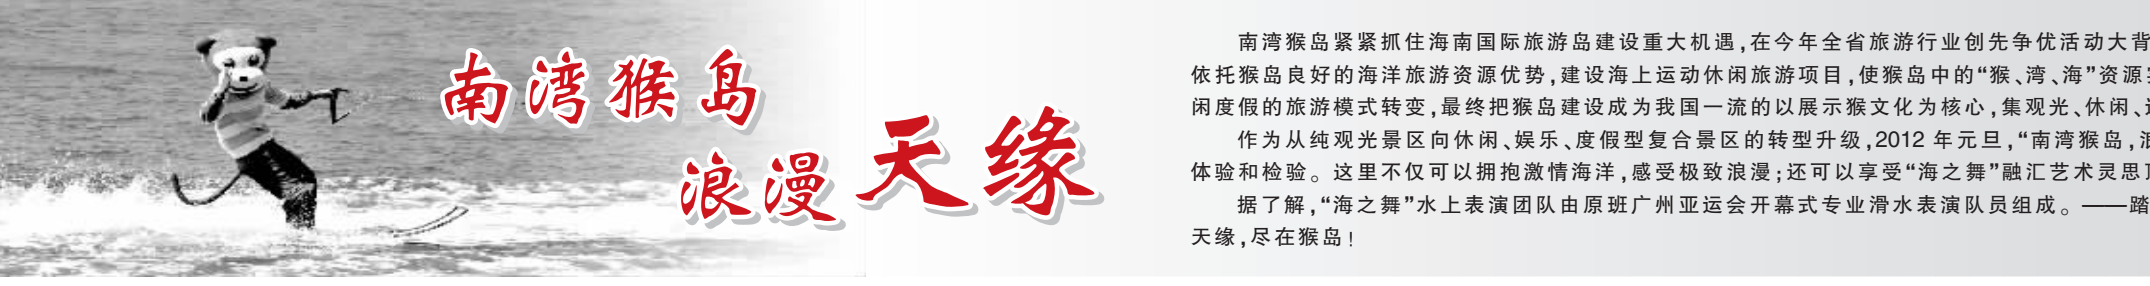 南湾猴岛
浪漫天缘
南湾猴岛紧紧抓住海南国际旅游岛建设重大机遇,在今年全省旅游行业创先争优活动大背
依托猴岛良好的海洋旅游资源优势,建设海上运动休闲旅游项目,使猴岛中的“猴、湾、海”资源
闲度假的旅游模式转变,最终把猴岛建设成为我国一流的以展示猴文化为核心,集观光、休闲、
作为从纯观光景区向休闲、娱乐、度假型复合景区的转型升级,2012 年元旦,“南湾猴岛,
体验和检验。这里不仅可以拥抱激情海洋,感受极致浪漫;还可以享受“海之舞”融汇艺术灵思
据了解,“海之舞”水上表演团队由原班广州亚运会开幕式专业滑水表演队员组成。——踏
天缘,尽在猴岛!